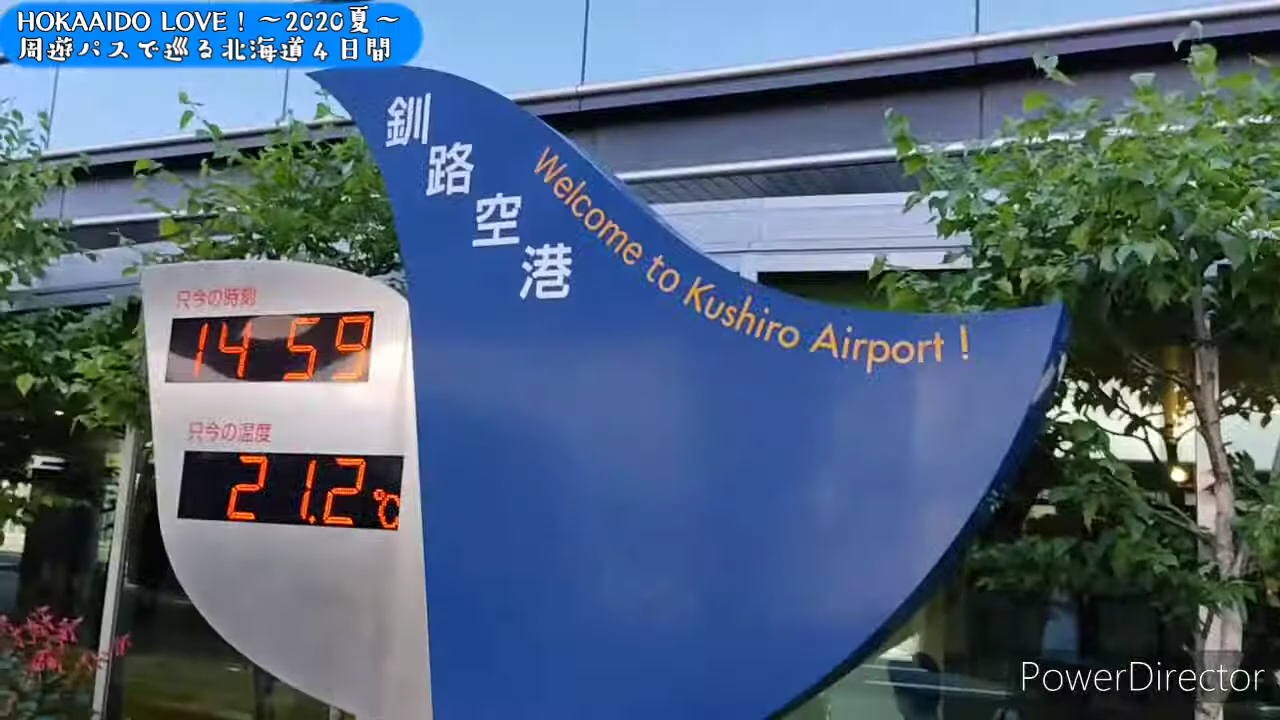 HOKAAIDO LOVE！～2020夏～
周遊パスで巡る北海道４日間
釧路空港
Welcome to Kushiro Airport !
只今の時刻
14 59
只今の温度
21.2℃
PowerDirector